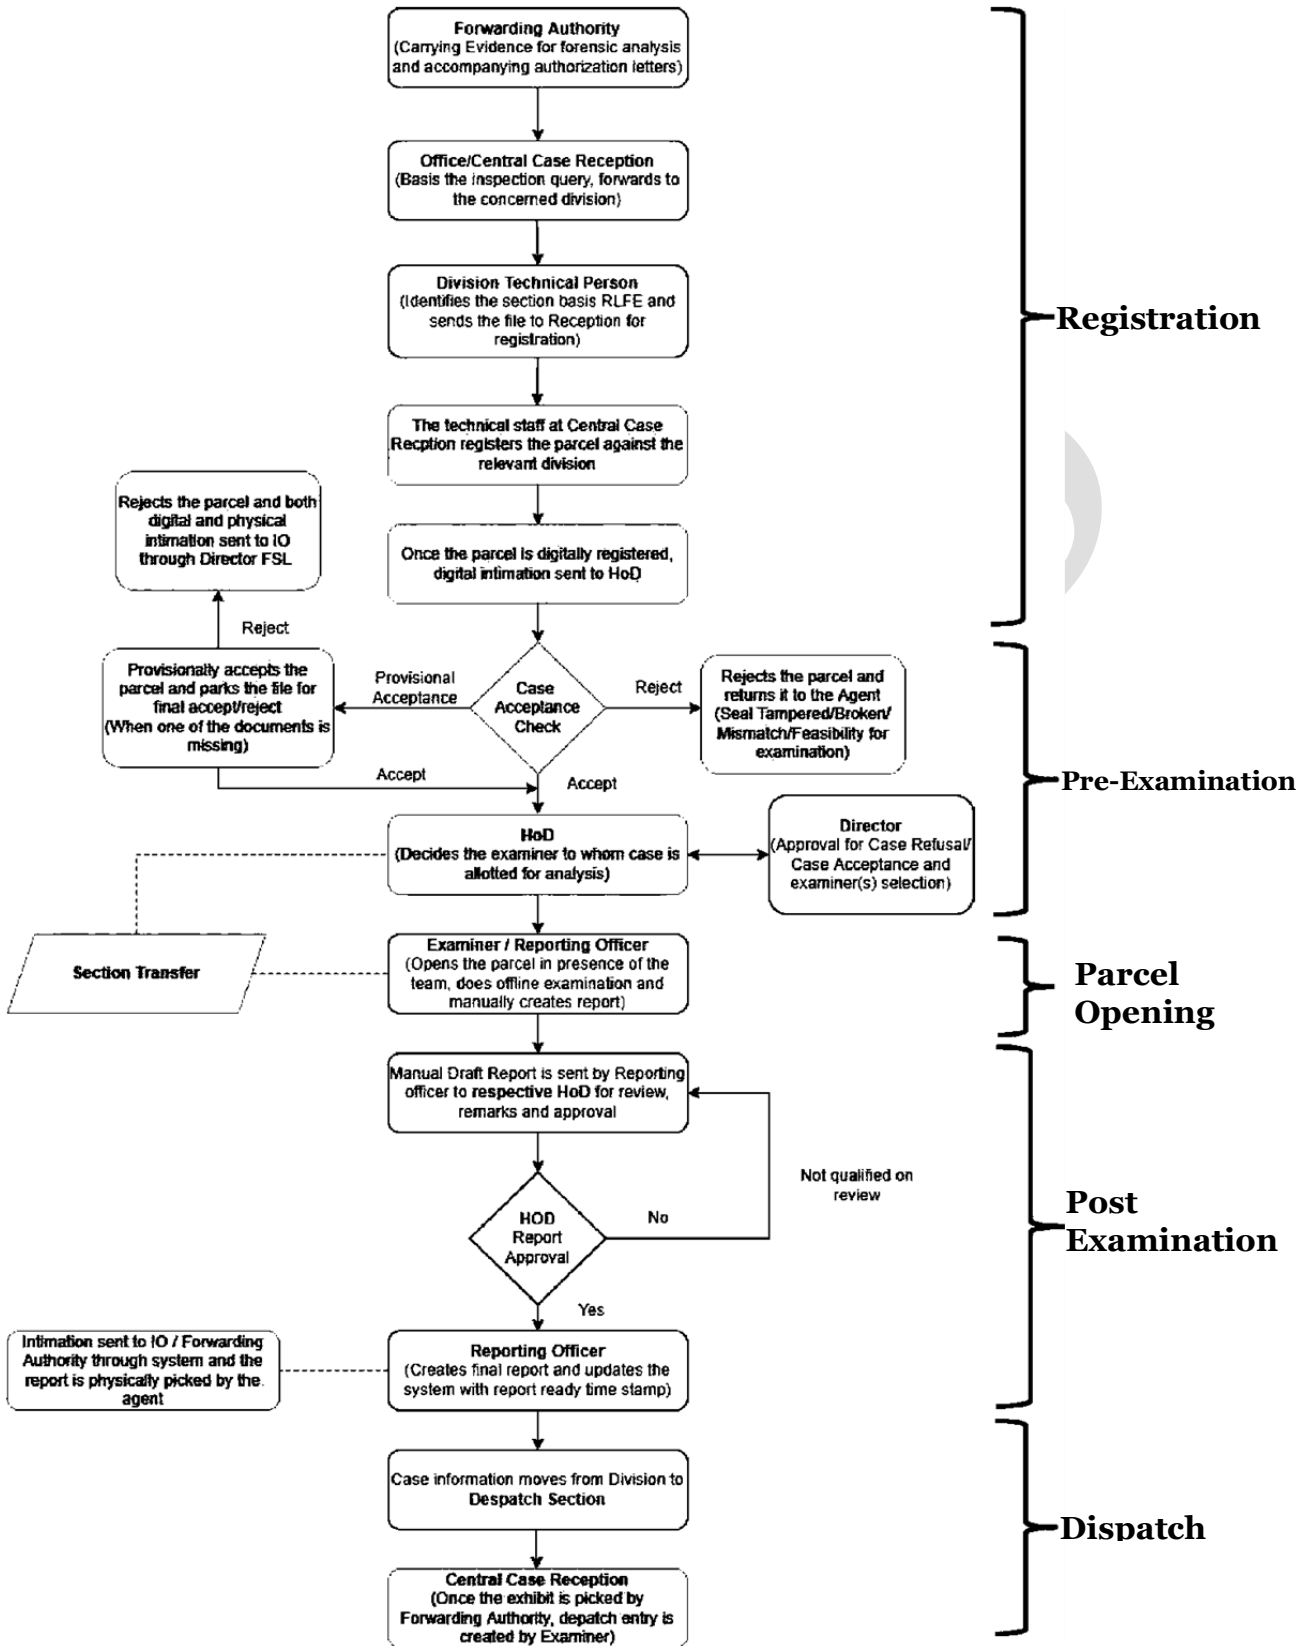 Forwarding Authority
(Carrying Evidence for forensic analysis
and accompanying authorization letters)
Office/Central Case Reception
(Basis the inspection query, forwards to
the concerned division)
Division Technical Person
(Identifies the section basis RLFE and
sends the file to Reception for
registration)
Registration
The technical staff at Central Case
Recption registers the parcel against the
relevant division
Rejects the parcel and both
digital and physical
intimation sent to IO
through Director FSL
Once the parcel is digitally registered,
digital intimation sent to HoD
Reject
Provisionally accepts the
parcel and parks the file for
final accept/reject
(When one of the documents is
missing)
Provisional
Acceptance
Case
Acceptance
Check
Reject
Rejects the parcel and
returns it to the Agent
(Seal Tampered/Broken/
Mismatch/Feasibility for
examination)
Accept
Accept
Pre-Examination
HoD
(Decides the examiner to whom case is
allotted for analysis)
Director
(Approval for Case Refusal/
Case Acceptance and
examiner(s) selection)
Section Transfer
Examiner / Reporting Officer
(Opens the parcel in presence of the
team, does offline examination and
manually creates report)
Parcel
Opening
Manual Draft Report is sent by Reporting
officer to respective HoD for review,
remarks and approval
Not qualified on
review
HOD
Report
Approval
No
Post
Examination
Yes
Intimation sent to IO / Forwarding
Authority through system and the
report is physically picked by the
agent
Reporting Officer
(Creates final report and updates the
system with report ready time stamp)
Case information moves from Division to
Despatch Section
Dispatch
Central Case Reception
(Once the exhibit is picked by
Forwarding Authority, depatch entry is
created by Examiner)